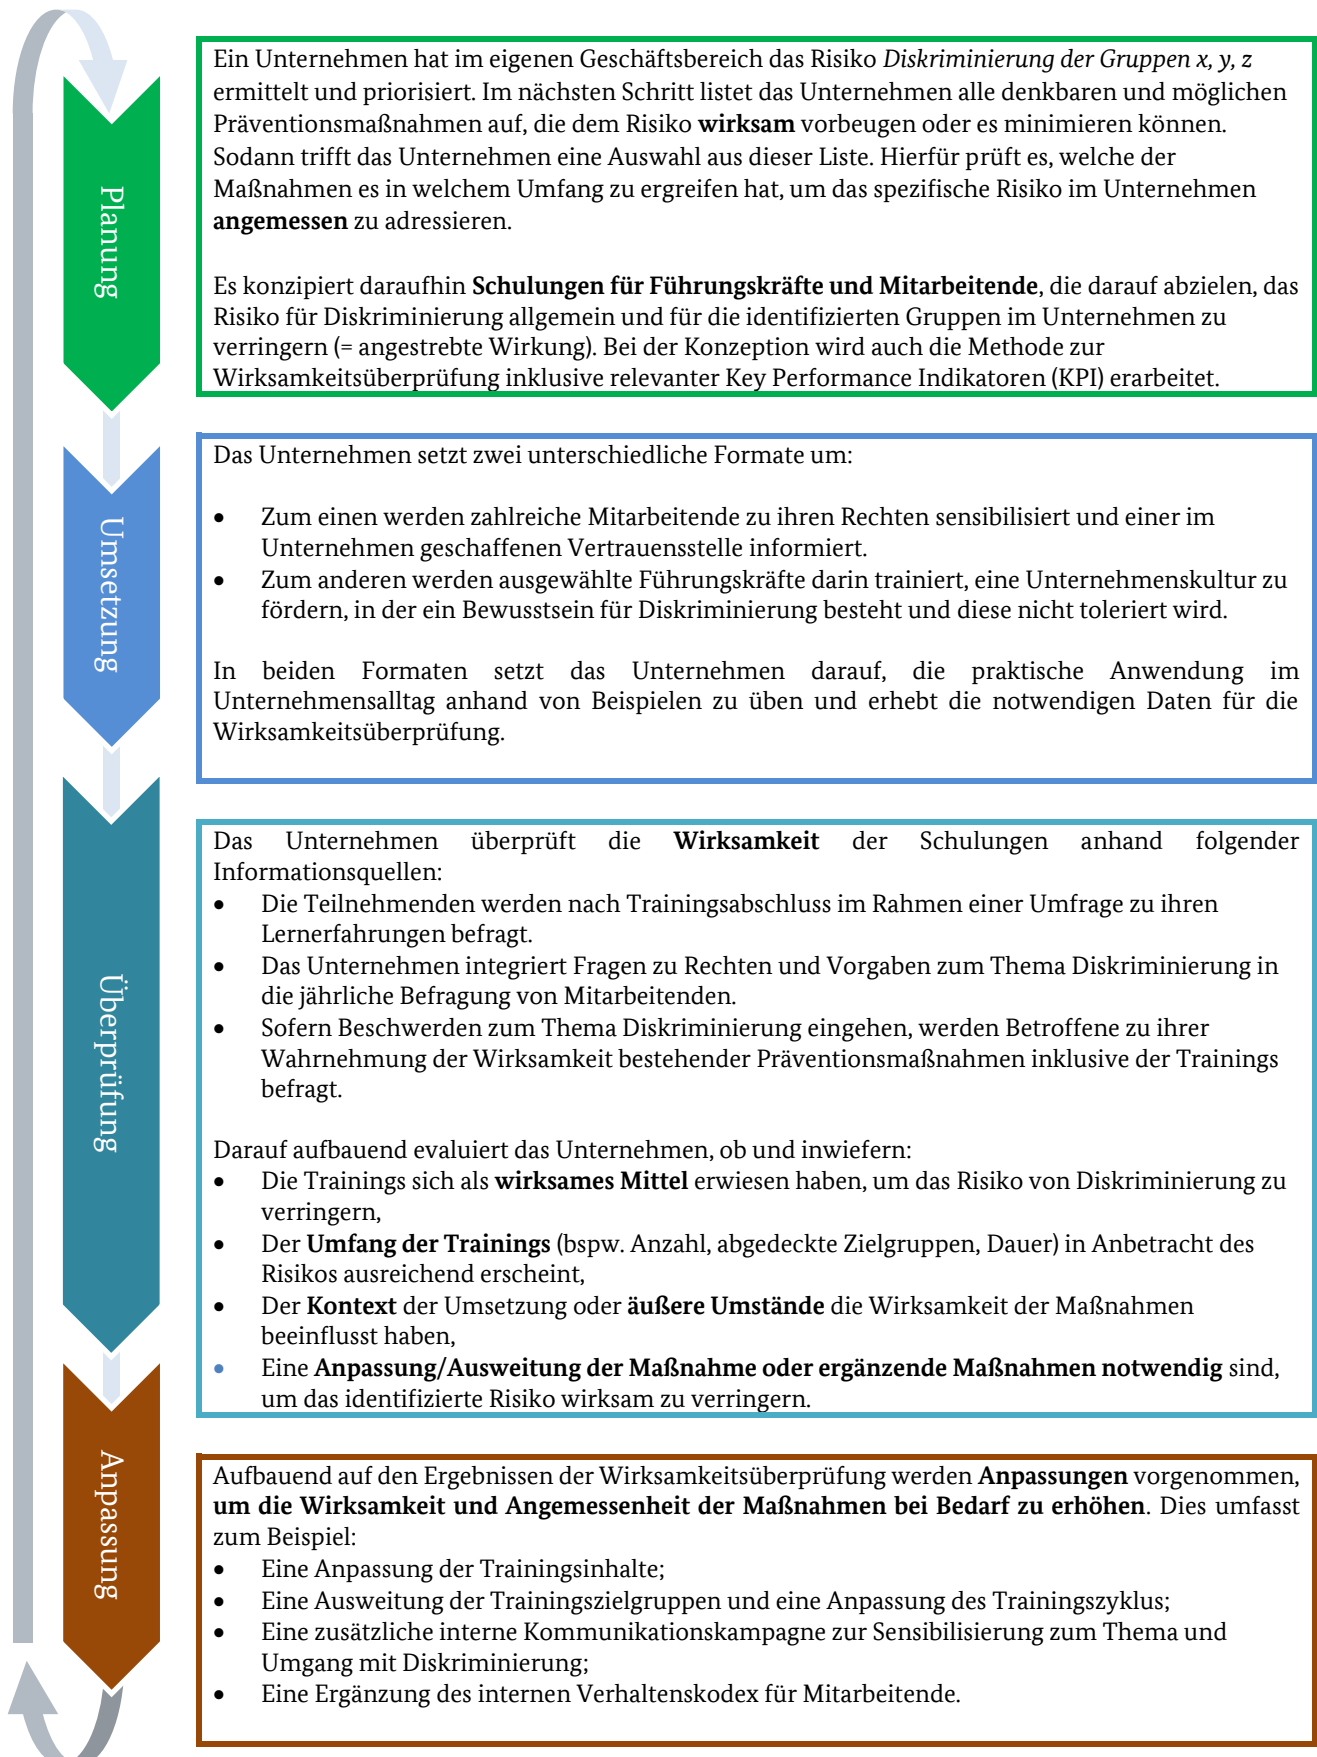 Planung
Ein Unternehmen hat im eigenen Geschäftsbereich das Risiko Diskriminierung der Gruppen x, y, z
ermittelt und priorisiert. Im nächsten Schritt listet das Unternehmen alle denkbaren und möglichen
Präventionsmaßnahmen auf, die dem Risiko wirksam vorbeugen oder es minimieren können.
Sodann trifft das Unternehmen eine Auswahl aus dieser Liste. Hierfür prüft es, welche der
Maßnahmen es in welchem Umfang zu ergreifen hat, um das spezifische Risiko im Unternehmen
angemessen zu adressieren.
Es konzipiert daraufhin Schulungen für Führungskräfte und Mitarbeitende, die darauf abzielen, das
Risiko für Diskriminierung allgemein und für die identifizierten Gruppen im Unternehmen zu
verringern (= angestrebte Wirkung). Bei der Konzeption wird auch die Methode zur
Wirksamkeitsüberprüfung inklusive relevanter Key Performance Indikatoren (KPI) erarbeitet.
Umsetzung
Das Unternehmen setzt zwei unterschiedliche Formate um:
• Zum einen werden zahlreiche Mitarbeitende zu ihren Rechten sensibilisiert und einer im
Unternehmen geschaffenen Vertrauensstelle informiert.
• Zum anderen werden ausgewählte Führungskräfte darin trainiert, eine Unternehmenskultur zu
fördern, in der ein Bewusstsein für Diskriminierung besteht und diese nicht toleriert wird.
In beiden Formaten setzt das Unternehmen darauf, die praktische Anwendung im
Unternehmensalltag anhand von Beispielen zu üben und erhebt die notwendigen Daten für die
Wirksamkeitsüberprüfung.
Überprüfung
Das Unternehmen überprüft die Wirksamkeit der Schulungen anhand folgender
Informationsquellen:
• Die Teilnehmenden werden nach Trainingsabschluss im Rahmen einer Umfrage zu ihren
Lernerfahrungen befragt.
• Das Unternehmen integriert Fragen zu Rechten und Vorgaben zum Thema Diskriminierung in
die jährliche Befragung von Mitarbeitenden.
• Sofern Beschwerden zum Thema Diskriminierung eingehen, werden Betroffene zu ihrer
Wahrnehmung der Wirksamkeit bestehender Präventionsmaßnahmen inklusive der Trainings
befragt.
Darauf aufbauend evaluiert das Unternehmen, ob und inwiefern:
• Die Trainings sich als wirksames Mittel erwiesen haben, um das Risiko von Diskriminierung zu
verringern,
• Der Umfang der Trainings (bspw. Anzahl, abgedeckte Zielgruppen, Dauer) in Anbetracht des
Risikos ausreichend erscheint,
• Der Kontext der Umsetzung oder äußere Umstände die Wirksamkeit der Maßnahmen
beeinflusst haben,
• Eine Anpassung/Ausweitung der Maßnahme oder ergänzende Maßnahmen notwendig sind,
um das identifizierte Risiko wirksam zu verringern.
Anpassung
Aufbauend auf den Ergebnissen der Wirksamkeitsüberprüfung werden Anpassungen vorgenommen,
um die Wirksamkeit und Angemessenheit der Maßnahmen bei Bedarf zu erhöhen. Dies umfasst
zum Beispiel:
• Eine Anpassung der Trainingsinhalte;
• Eine Ausweitung der Trainingszielgruppen und eine Anpassung des Trainingszyklus;
• Eine zusätzliche interne Kommunikationskampagne zur Sensibilisierung zum Thema und
Umgang mit Diskriminierung;
• Eine Ergänzung des internen Verhaltenskodex für Mitarbeitende.